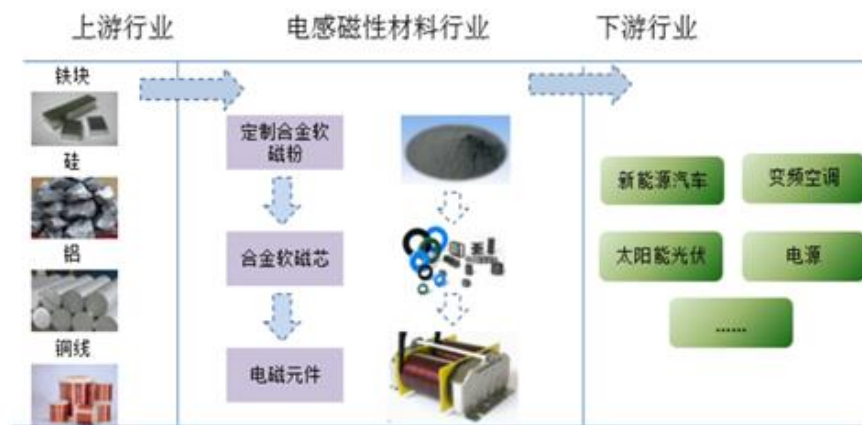 上游行业
电感磁性材料行业
下游行业
铁块
硅
铝
铜线
定制合金软
磁粉
合金软磁芯
电磁元件
新能源汽车
变频空调
太阳能光伏
电源
......